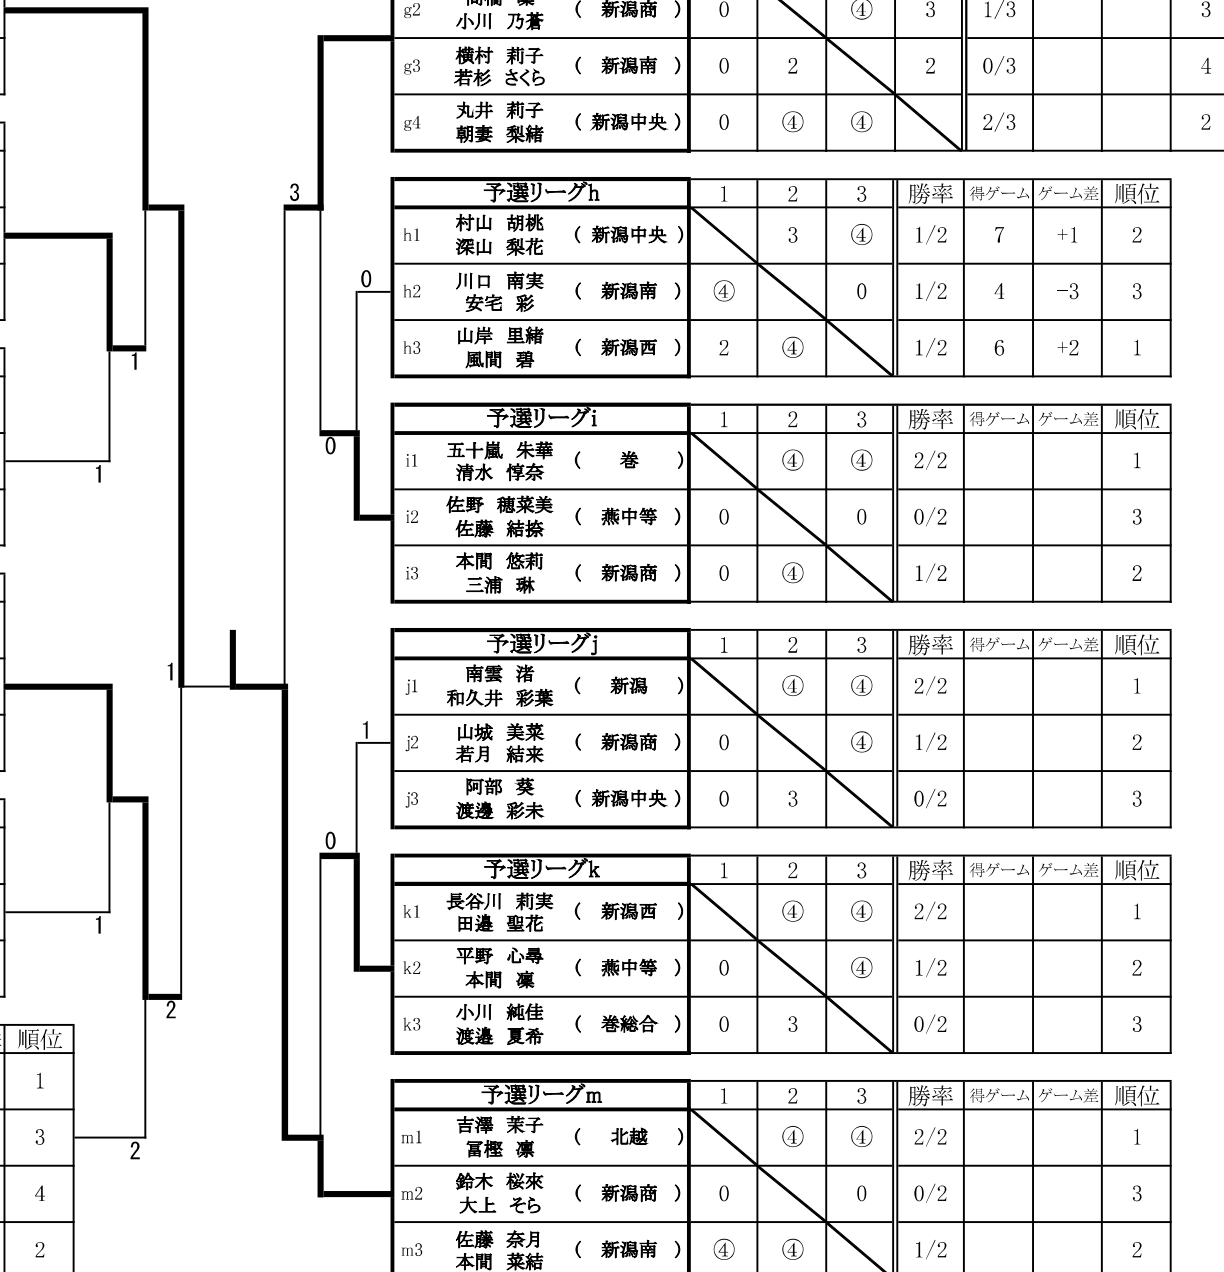 g2 小川 乃蒼 ( 新潟商 ) 0 ④ 3 1/3 3
g3 横村 莉子 若杉 さくら ( 新潟南 ) 0 2 2 0/3 4
g4 丸井 莉子 朝妻 梨緒 ( 新潟中央 ) 0 ④ ④ 2/3 2
3
予選リーグh 1 2 3 勝率 得ゲーム ゲーム差 順位
h1 村山 胡桃 深山 梨花 ( 新潟中央 ) 3 ④ 1/2 7 +1 2
0
h2 川口 南実 安宅 彩 ( 新潟南 ) ④ 0 1/2 4 -3 3
h3 山岸 里緒 風間 碧 ( 新潟西 ) 2 ④ 1/2 6 +2 1
1
予選リーグi 1 2 3 勝率 得ゲーム ゲーム差 順位
0
i1 五十嵐 朱華 清水 惇奈 ( 巻 ) ④ ④ 2/2 1
1
i2 佐野 穂菜美 佐藤 結捺 ( 燕中等 ) 0 0 0/2 3
i3 本間 悠莉 三浦 琳 ( 新潟商 ) 0 ④ 1/2 2
予選リーグj 1 2 3 勝率 得ゲーム ゲーム差 順位
1
j1 南雲 渚 和久井 彩葉 ( 新潟 ) ④ ④ 2/2 1
1
j2 山城 美菜 若月 結来 ( 新潟商 ) 0 ④ 1/2 2
j3 阿部 葵 渡邊 彩未 ( 新潟中央 ) 0 3 0/2 3
0
予選リーグk 1 2 3 勝率 得ゲーム ゲーム差 順位
k1 長谷川 莉実 田邉 聖花 ( 新潟西 ) ④ ④ 2/2 1
1
k2 平野 心尋 本間 凜 ( 燕中等 ) 0 ④ 1/2 2
2
k3 小川 純佳 渡邉 夏希 ( 巻総合 ) 0 3 0/2 3
順位
1
予選リーグm 1 2 3 勝率 得ゲーム ゲーム差 順位
3
2
m1 吉澤 茉子 冨樫 凛 ( 北越 ) ④ ④ 2/2 1
4
m2 鈴木 桜來 大上 そら ( 新潟商 ) 0 0 0/2 3
2
m3 佐藤 奈月 本間 菜結 ( 新潟南 ) ④ ④ 1/2 2